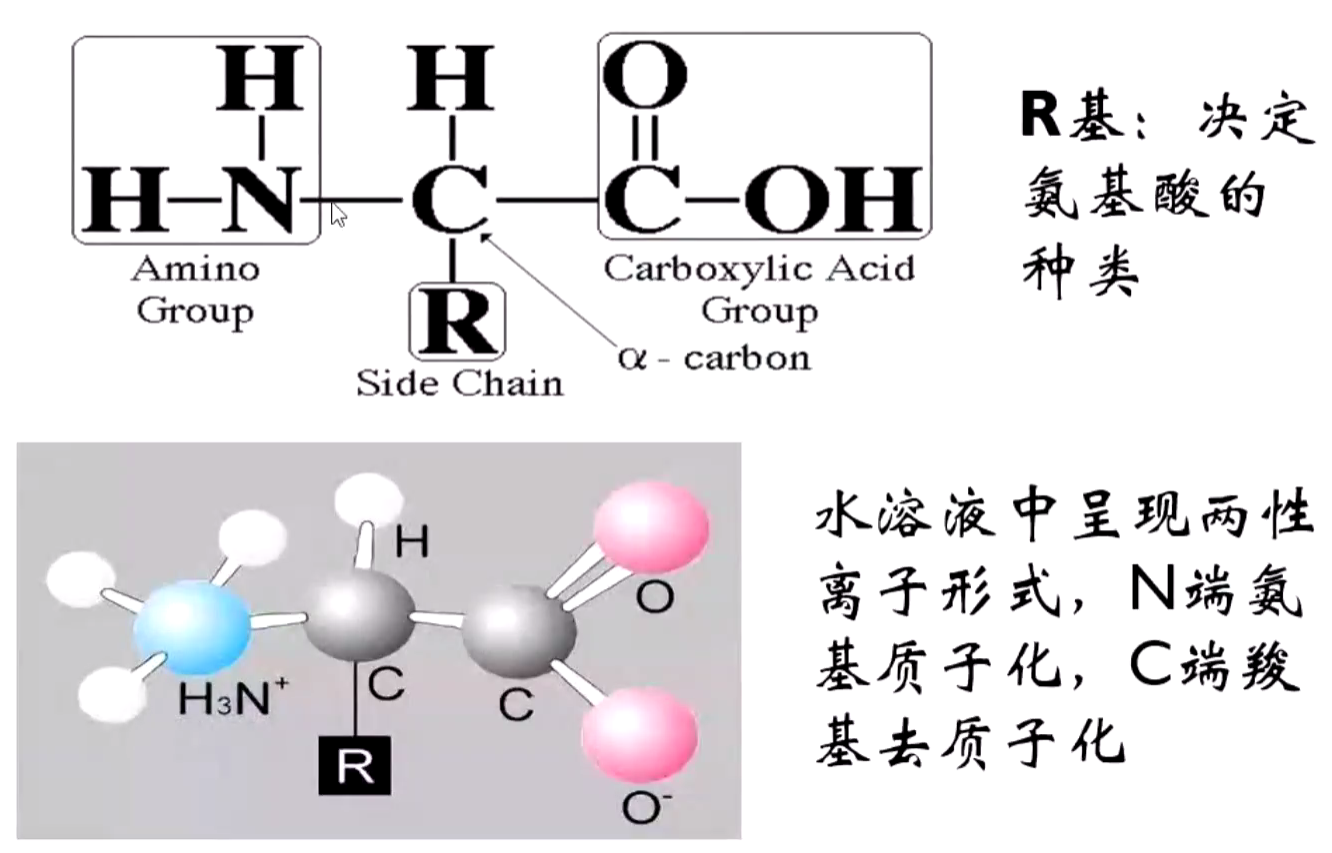 H H O
H–N–C–C–OH
Amino
Group
R
Side Chain
Carboxylic Acid
Group
α - carbon
R基：决定
氨基酸的
种类
H
O
H₃N⁺
C
C
R
O⁻
水溶液中呈现两性
离子形式，N端氨
基质子化，C端羧
基去质子化